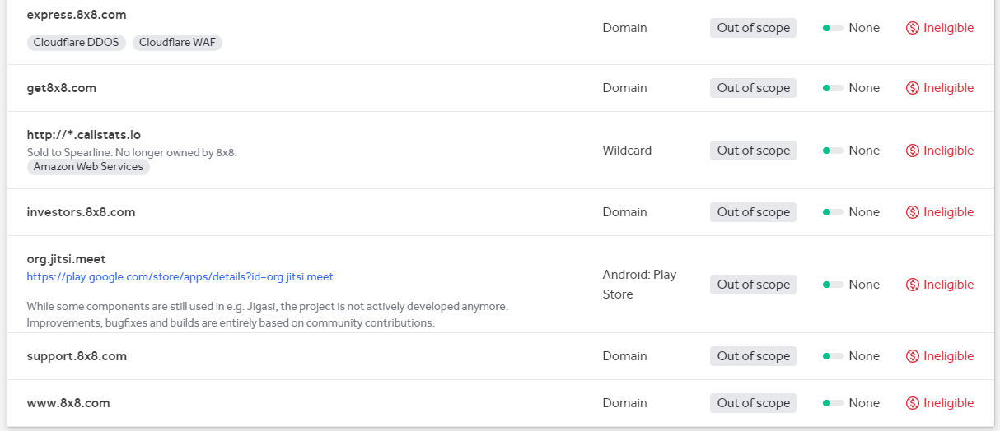 express.8x8.com
Cloudflare DDOS Cloudflare WAF
Domain Out of scope None Ineligible
get8x8.com Domain Out of scope None Ineligible
http://*.callstats.io
Sold to Spearline. No longer owned by 8x8.
Amazon Web Services
Wildcard Out of scope None Ineligible
investors.8x8.com Domain Out of scope None Ineligible
org.jitsi.meet
https://play.google.com/store/apps/details?id=org.jitsi.meet
While some components are still used in e.g. Jigasi, the project is not actively developed anymore.
Improvements, bugfixes and builds are entirely based on community contributions.
Android: Play
Store
Out of scope None Ineligible
support.8x8.com Domain Out of scope None Ineligible
www.8x8.com Domain Out of scope None Ineligible